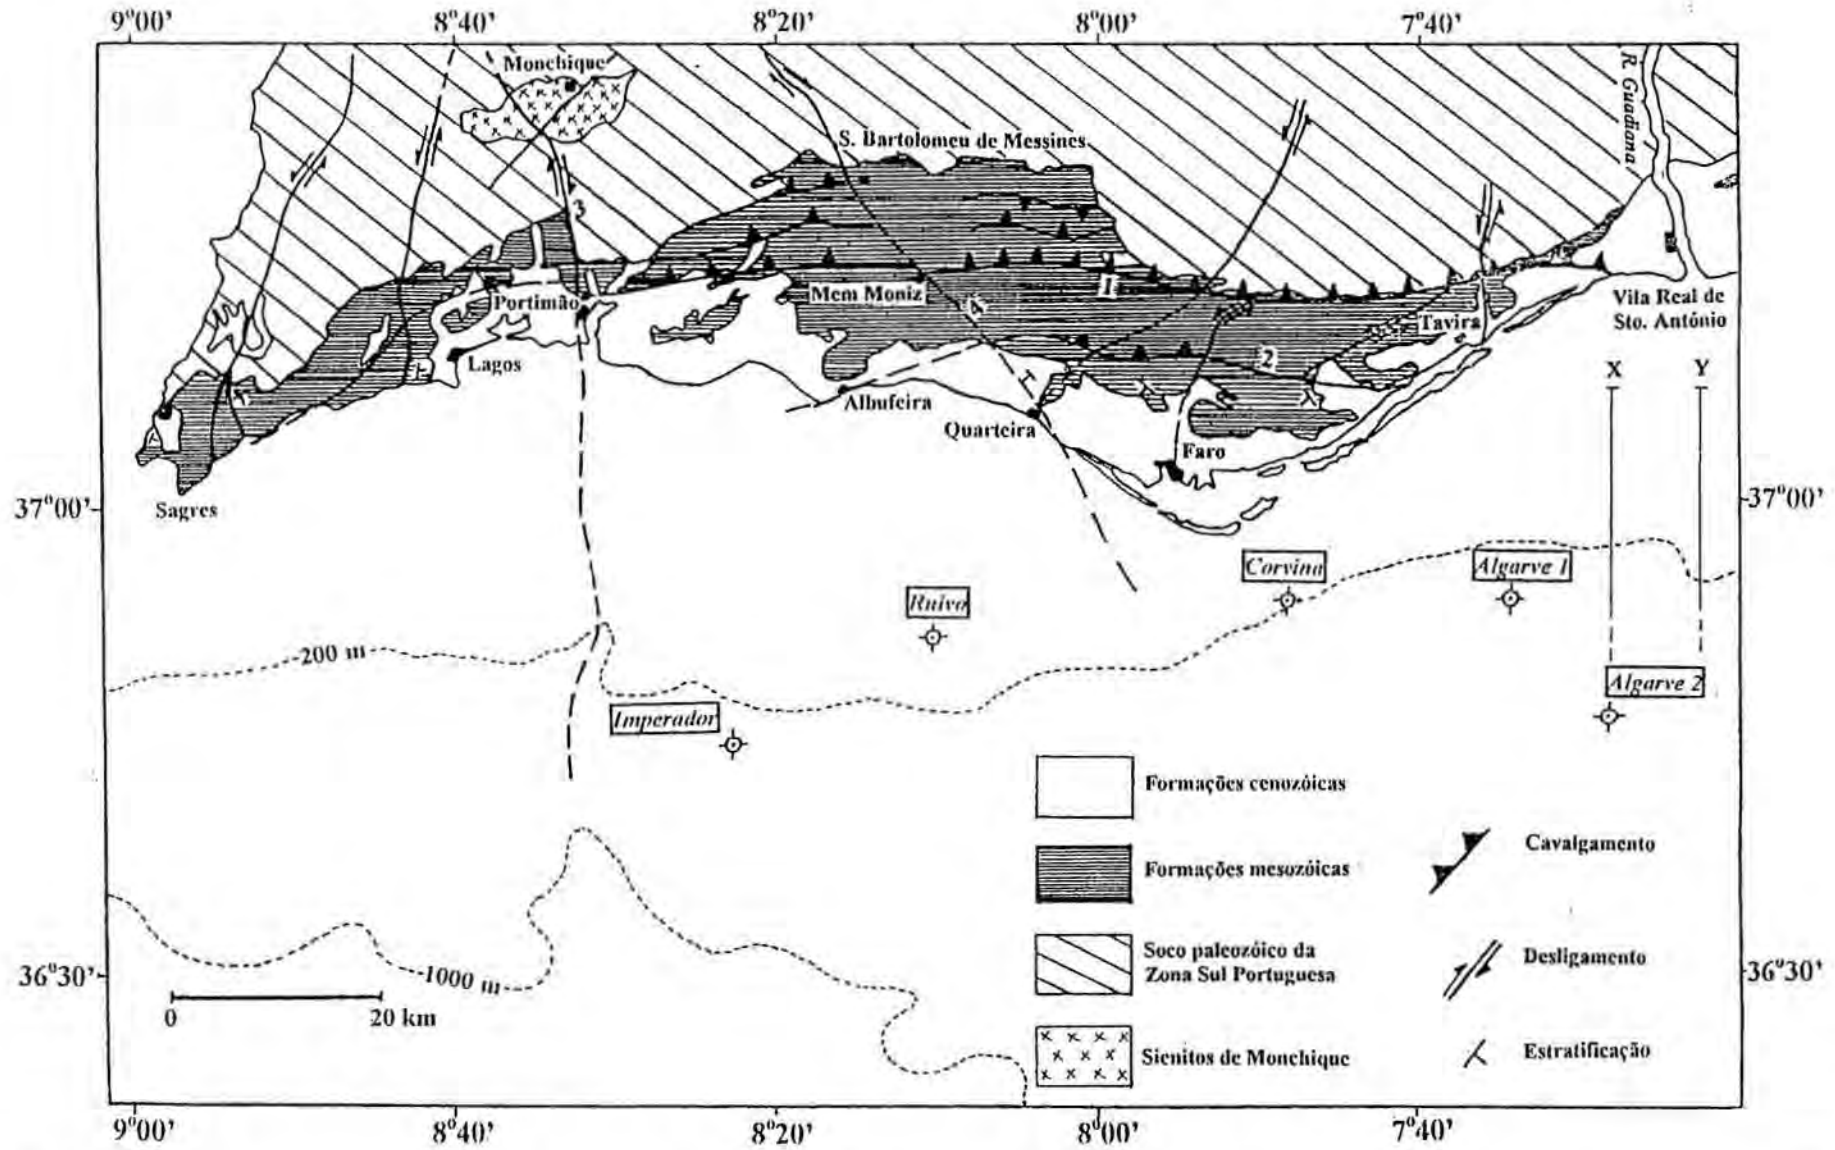 9°00'
8°40'
8°20'
8°00'
7°40'
Monchique
R. Guadiana
S. Bartolomeu de Messines
3
Portimão
Mem Moniz
4
1
Tavira
Vila Real de
Sto. António
Lagos
2
X
Y
Albufeira
Quarteira
Faro
37°00'
37°00'
Sagres
Corvina
Algarve 1
Ruivo
200 m
Algarve 2
Imperador
Formações cenozóicas
Cavalgamento
Formações mesozóicas
Soco paleozóico da
Zona Sul Portuguesa
Desligamento
36°30'
36°30'
1000 m
0
20 km
Sienitos de Monchique
Estratificação
9°00'
8°40'
8°20'
8°00'
7°40'